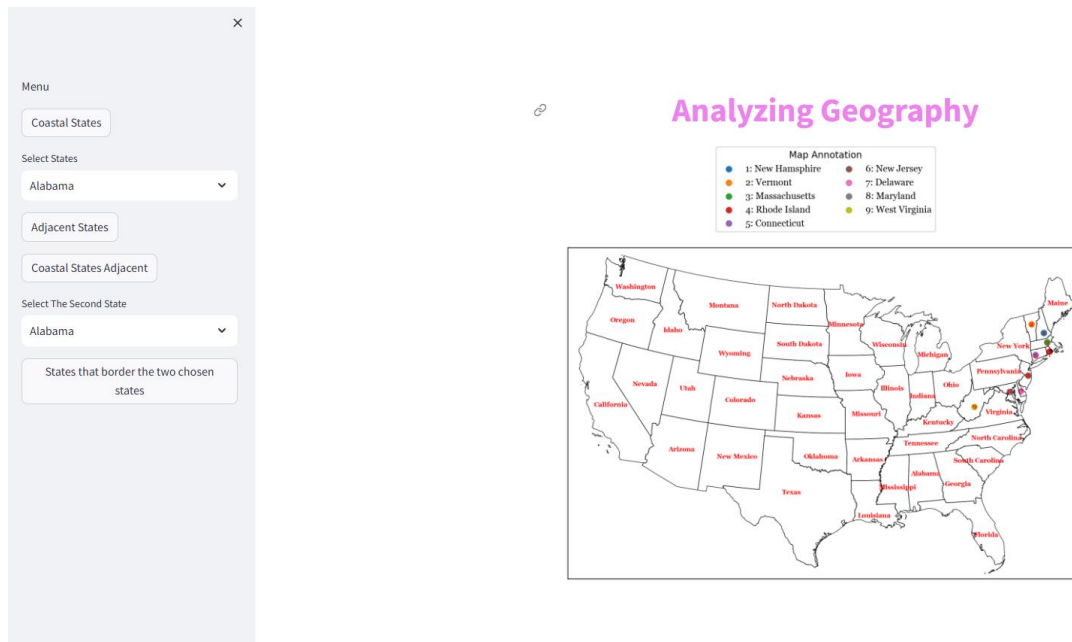 Menu
Coastal States
Select States
Alabama
Adjacent States
Coastal States Adjacent
Select The Second State
Alabama
States that border the two chosen
states
Analyzing Geography
Map Annotation
1: New Hamsphire
2: Vermont
3: Massachusetts
4: Rhode Island
5: Connecticut
6: New Jersey
7: Delaware
8: Maryland
9: West Virginia
Washington
Oregon
Idaho
Montana
North Dakota
Minnesota
Wisconsin
Michigan
Maine
New York
South Dakota
Wyoming
Nebraska
Iowa
Illinois
Indiana
Ohio
Pennsylvania
Nevada
Utah
Colorado
California
Kansas
Missouri
Kentucky
Virginia
Arizona
New Mexico
Oklahoma
Arkansas
Tennessee
North Carolina
South Carolina
Texas
Louisiana
Mississippi
Alabama
Georgia
Florida